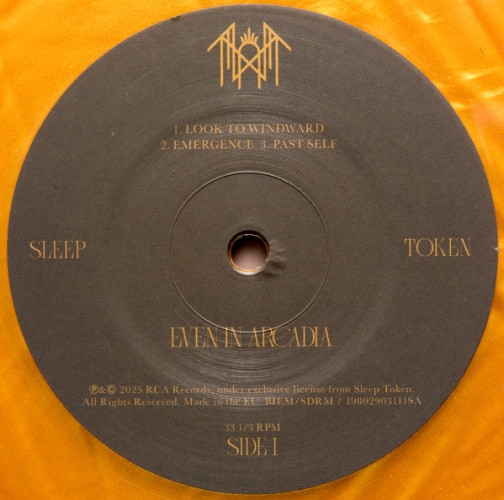 1. LOOK TO WINDWARD
2. EMERGENCE 3. PAST SELF
SLEEP TOKEN
EVEN IN ARCADIA
℗&© 2025 RCA Records, under exclusive license from Sleep Token.
All Rights Reserved. Made in the EU. BIEM/SDRM / 19802903111SA
33 1/3 RPM
SIDE I